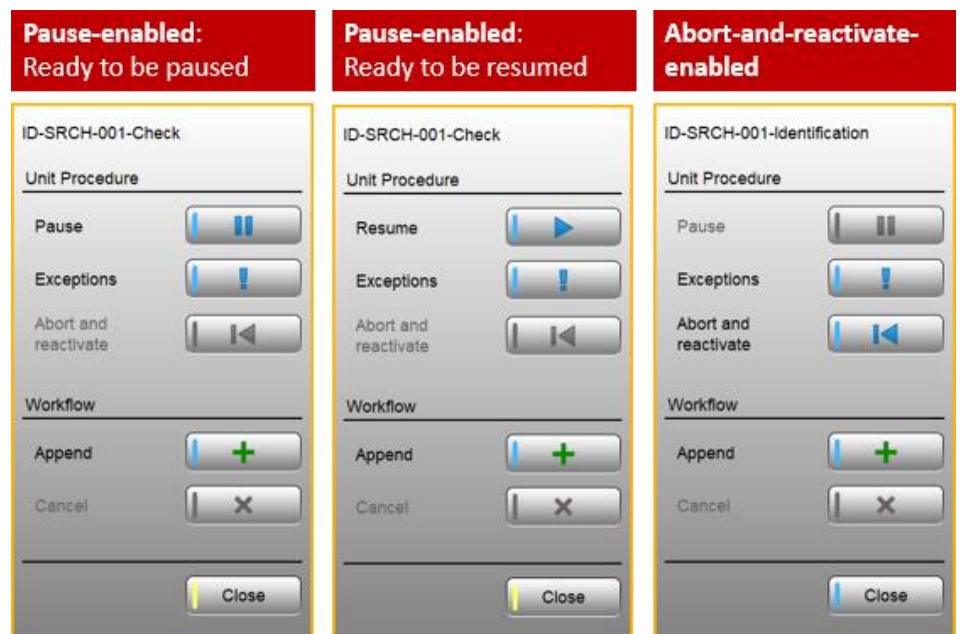 Pause-enabled:
Ready to be paused
ID-SRCH-001-Check
Unit Procedure
Pause
Exceptions
Abort and
reactivate
Workflow
Append
Cancel
Close
Pause-enabled:
Ready to be resumed
ID-SRCH-001-Check
Unit Procedure
Resume
Exceptions
Abort and
reactivate
Workflow
Append
Cancel
Close
Abort-and-reactivate-
enabled
ID-SRCH-001-Identification
Unit Procedure
Pause
Exceptions
Abort and
reactivate
Workflow
Append
Cancel
Close